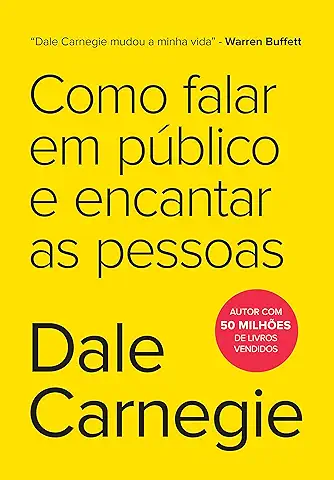 “Dale Carnegie mudou a minha vida” - Warren Buffett
Como falar
em público
e encantar
as pessoas
AUTOR COM
50 MILHÕES
DE LIVROS
VENDIDOS
Dale
Carnegie